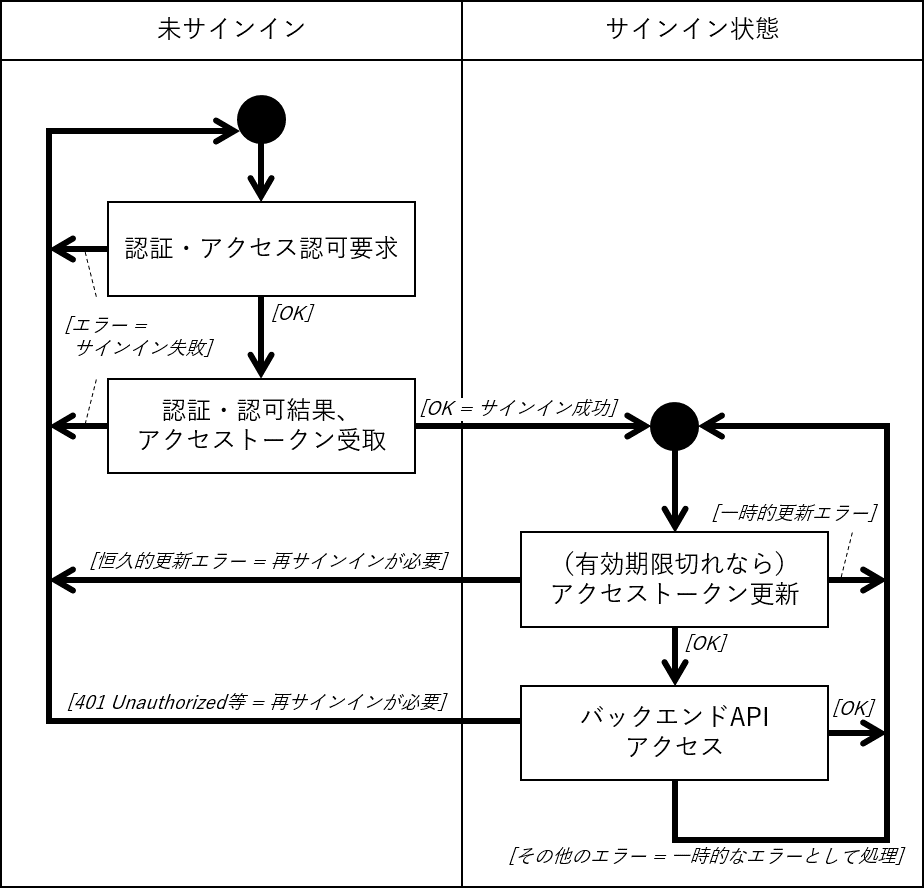 未サインイン
サインイン状態
認証・アクセス認可要求
[OK]
[エラー =
サインイン失敗]
認証・認可結果、
アクセストークン受取
[OK = サインイン成功]
[一時的更新エラー]
[恒久的更新エラー = 再サインインが必要]
（有効期限切れなら）
アクセストークン更新
[OK]
[401 Unauthorized等 = 再サインインが必要]
バックエンドAPI
アクセス
[OK]
[その他のエラー = 一時的なエラーとして処理]